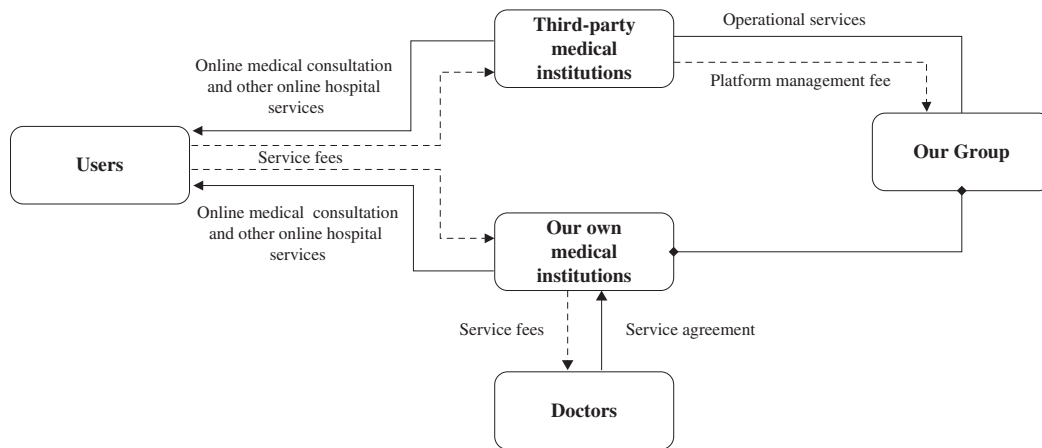 Third-party
medical
institutions
Operational services
Online medical consultation
and other online hospital
services
Platform management fee
Users
Service fees
Our Group
Online medical consultation
and other online hospital
services
Our own
medical
institutions
Service fees
Service agreement
Doctors